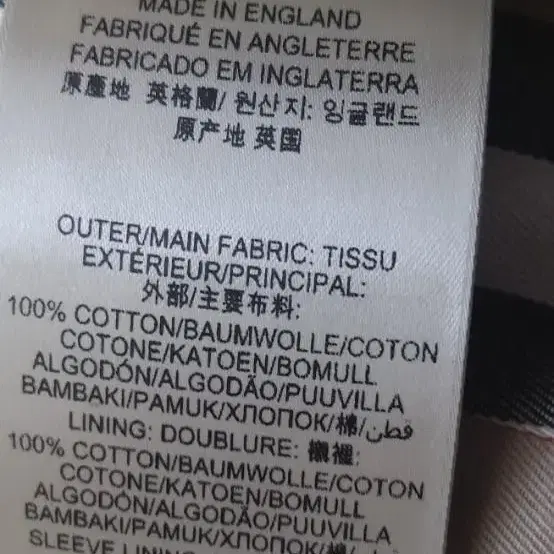 MADE IN ENGLAND
FABRIQUÉ EN ANGLETERRE
FABRICADO EM INGLATERRA
原產地 英格蘭/ 원산지: 잉글랜드
原产地 英国
OUTER/MAIN FABRIC: TISSU
EXTÉRIEUR/PRINCIPAL:
外部/主要布料:
100% COTTON/BAUMWOLLE/COTON
COTONE/KATOEN/BOMULL
ALGODÓN/ALGODÃO/PUUVILLA
BAMBAKI/PAMUK/ХЛОПОК/棉/قطن
LINING: DOUBLURE: 襯裡:
100% COTTON/BAUMWOLLE/COTON
COTONE/KATOEN/BOMULL
ALGODÓN/ALGODÃO/PUUVILLA
BAMBAKI/PAMUK/ХЛОПОК/棉/
SLEEVE LINING